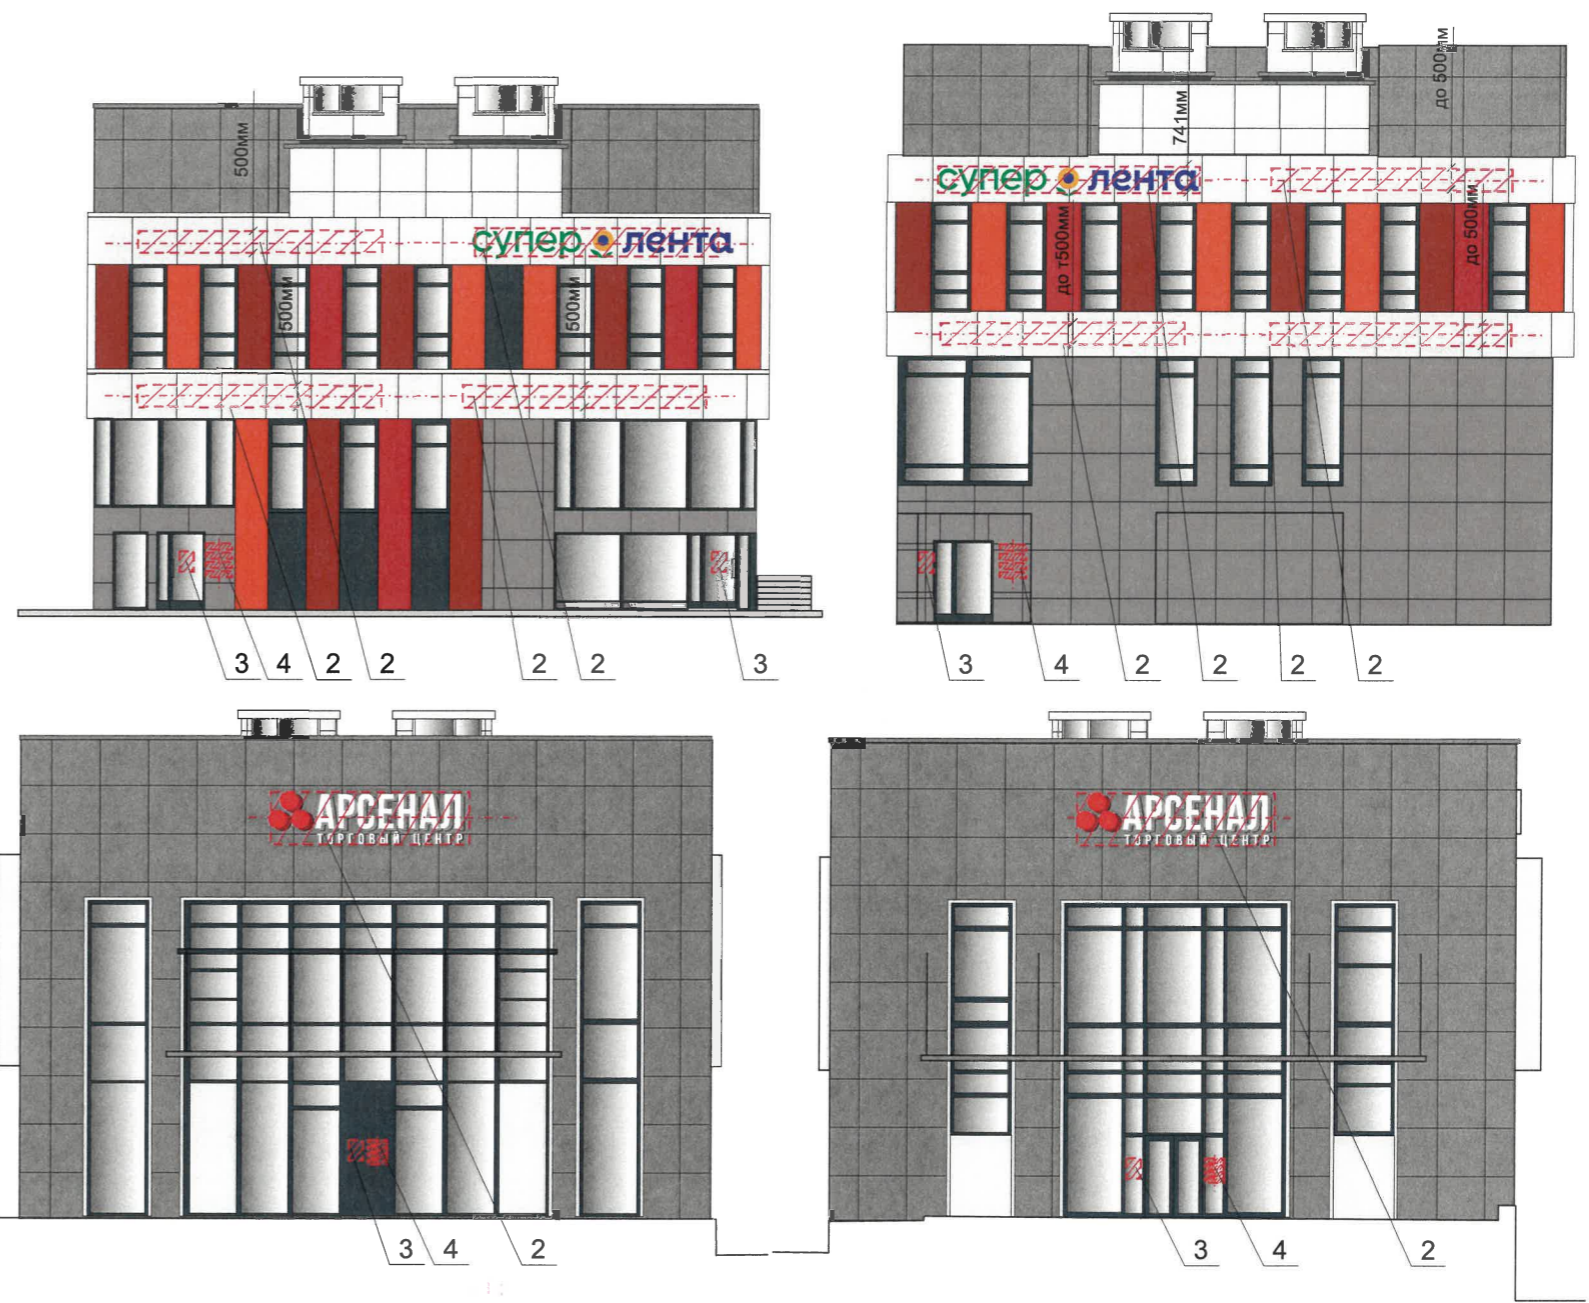 500мм
супер лента
500мм
500мм
3 4 2 2 2 2 3
до 500мм
741мм
супер лента
до т500мм
до 500мм
3 4 2 2 2 2
АРСЕНАЛ
ТОРГОВЫЙ ЦЕНТР
3 4 2
АРСЕНАЛ
ТОРГОВЫЙ ЦЕНТР
3 4 2